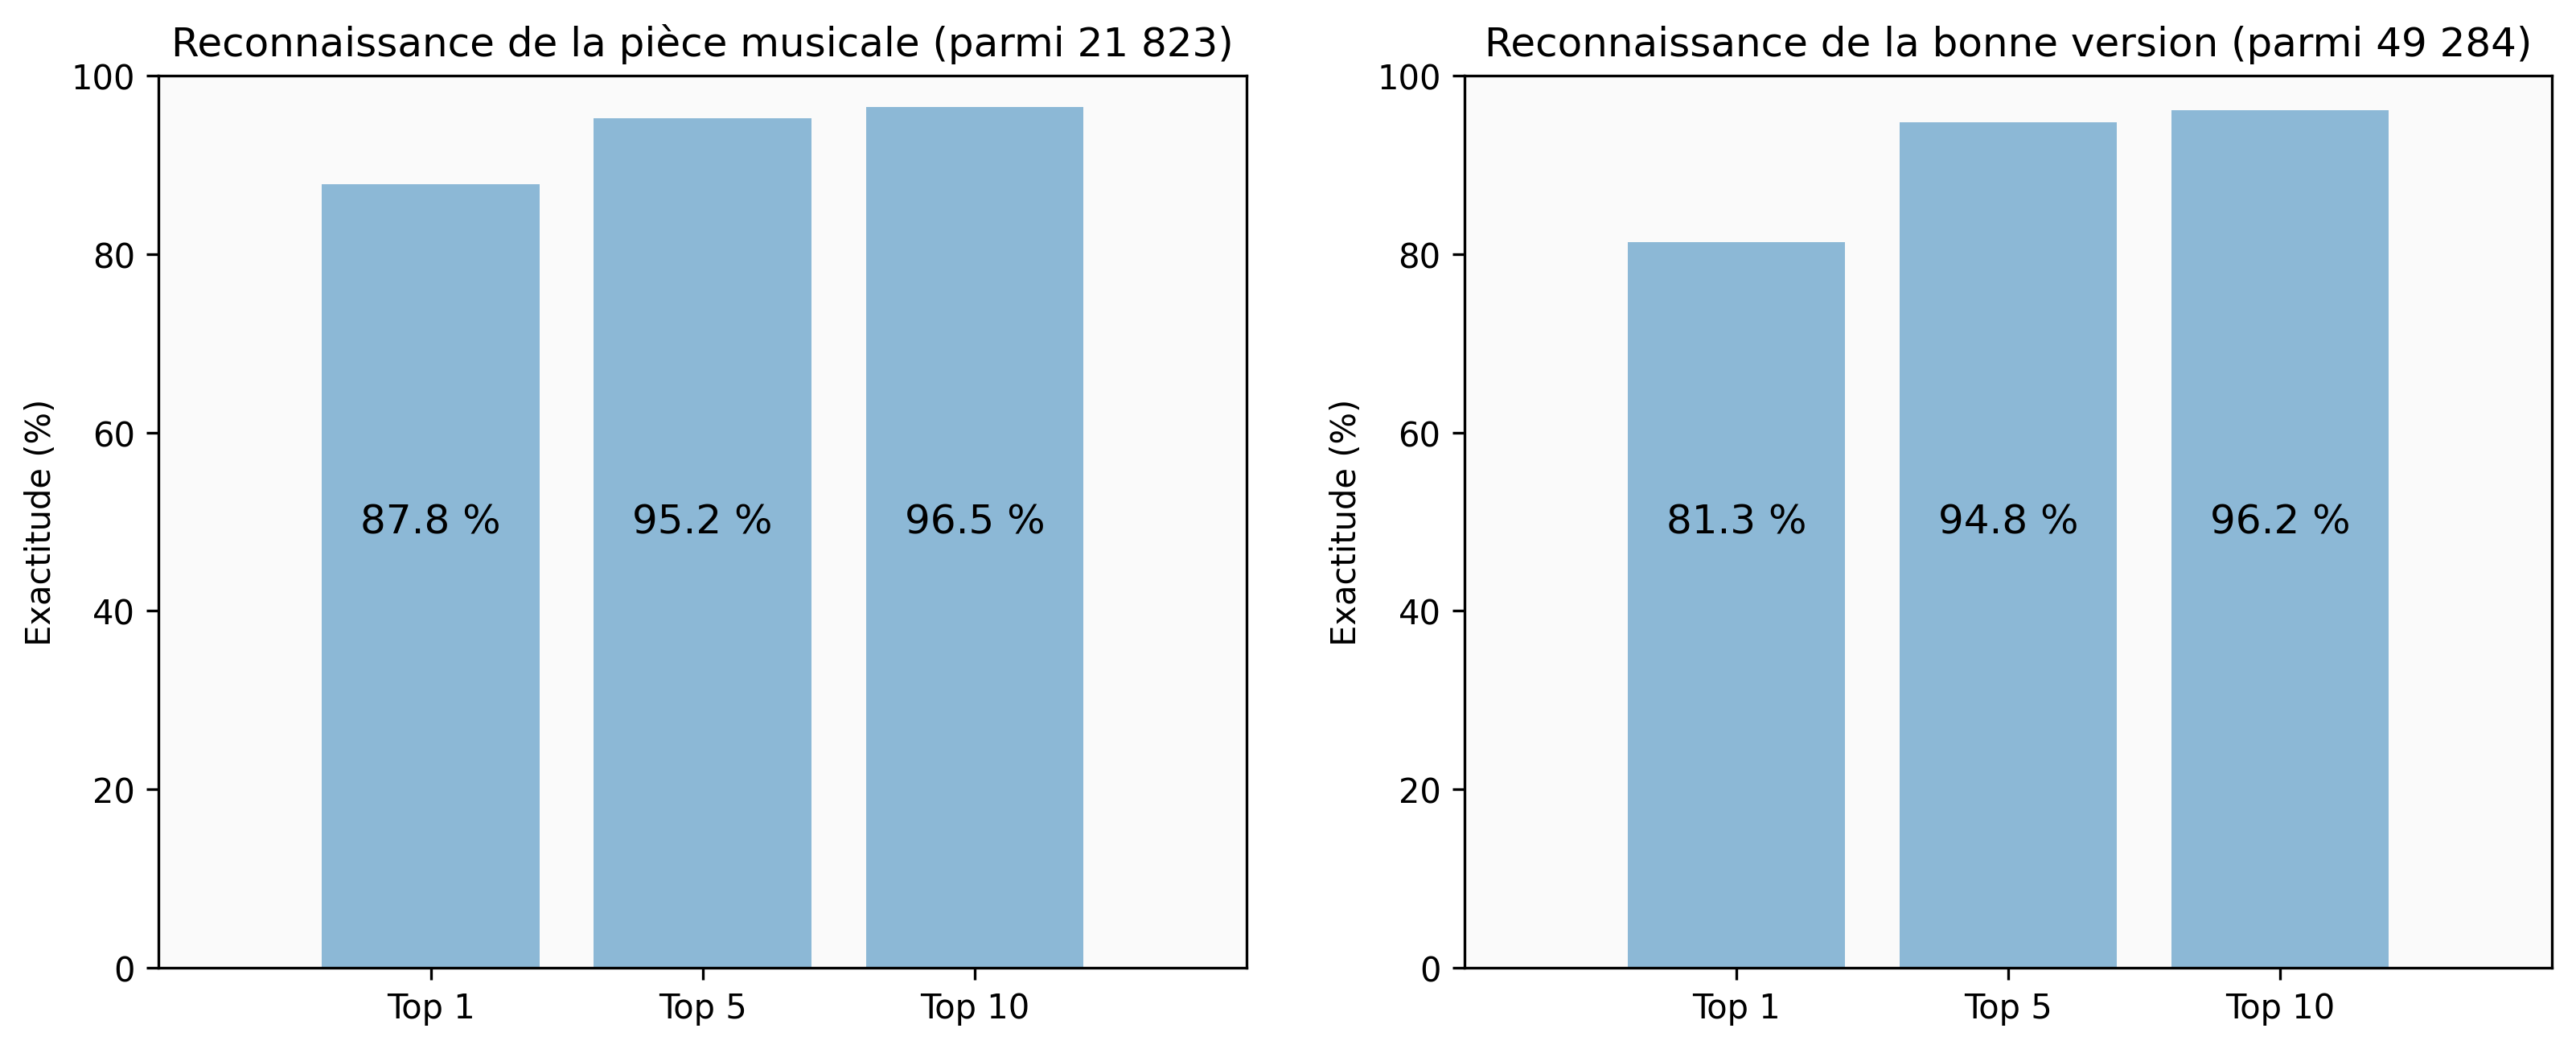 Reconnaissance de la pièce musicale (parmi 21 823)
100
80
60
40
20
0
Exactitude (%)
87.8 %
95.2 %
96.5 %
Top 1
Top 5
Top 10
Reconnaissance de la bonne version (parmi 49 284)
100
80
60
40
20
0
Exactitude (%)
81.3 %
94.8 %
96.2 %
Top 1
Top 5
Top 10